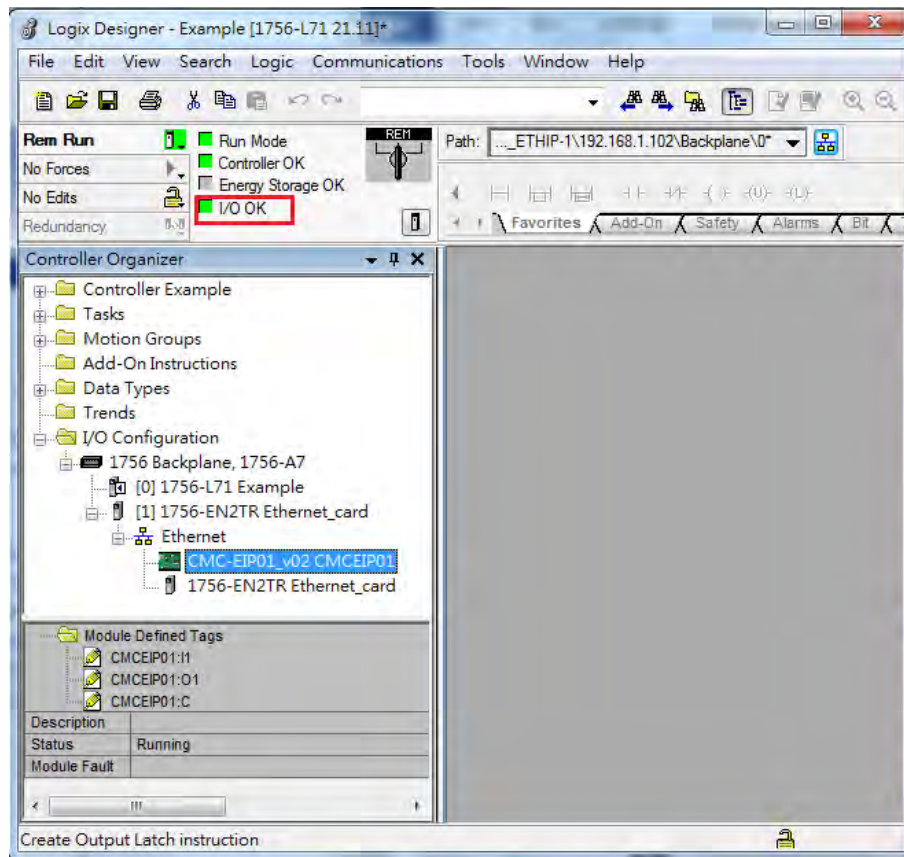 Logix Designer - Example [1756-L71 21.11]*
File Edit View Search Logic Communications Tools Window Help
Rem Run
Run Mode
REM
Path: ..._ETHIP-1\192.168.1.102\Backplane\0*
No Forces
Controller OK
Energy Storage OK
No Edits
I/O OK
Redundancy
Favorites Add-On Safety Alarms Bit
Controller Organizer
Controller Example
Tasks
Motion Groups
Add-On Instructions
Data Types
Trends
I/O Configuration
1756 Backplane, 1756-A7
[0] 1756-L71 Example
[1] 1756-EN2TR Ethernet_card
Ethernet
CMC-EIP01_v02 CMCEIP01
1756-EN2TR Ethernet_card
Module Defined Tags
CMCEIP01:I1
CMCEIP01:O1
CMCEIP01:C
Description
Status Running
Module Fault
Create Output Latch instruction